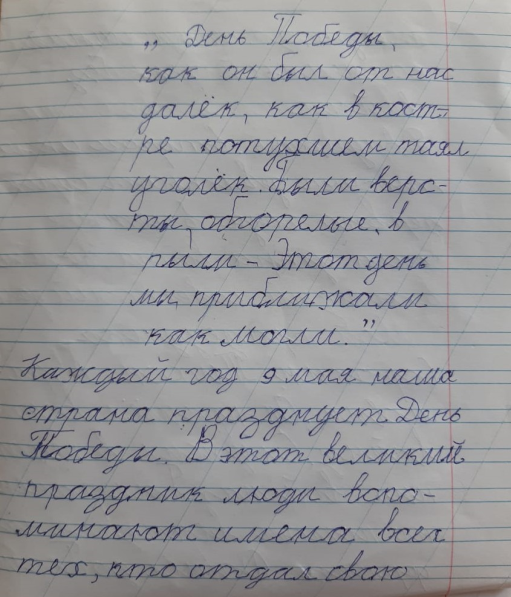 „ День Победы,
как он был от нас
далёк, как в кост-
ре потухшем таял
уголёк. Были верс-
ты, обгорелые, в
пыли - Этот день
мы приближали
как могли.”
Каждый год 9 мая наша
страна празднует День
Победы. В этот великий
праздник люди вспо-
минают имена всех
тех, кто отдал свою